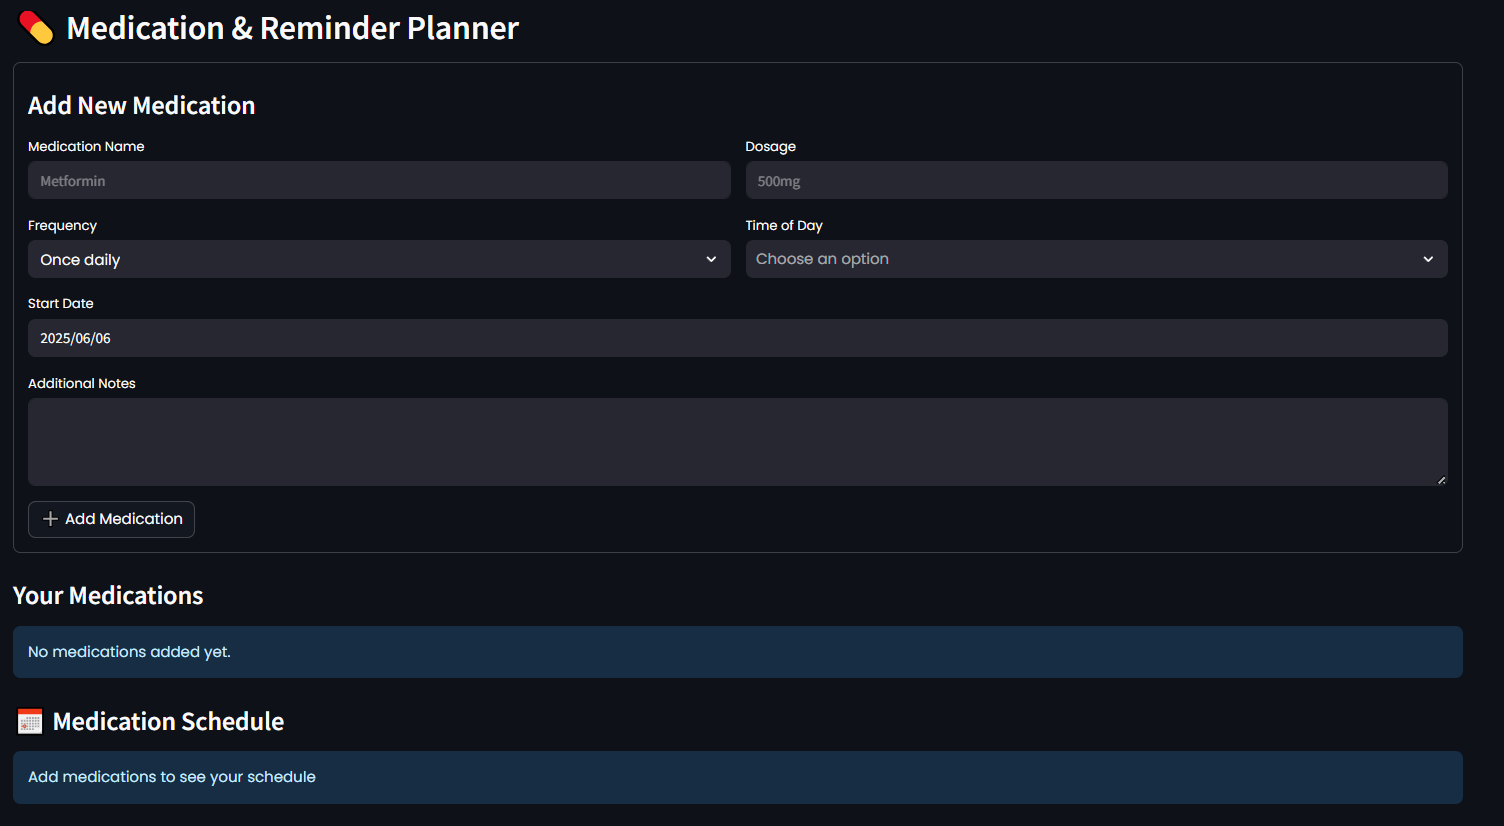 Medication & Reminder Planner
Add New Medication
Medication Name
Dosage
Metformin
500mg
Frequency
Time of Day
Once daily
Choose an option
Start Date
2025/06/06
Additional Notes
Add Medication
Your Medications
No medications added yet.
Medication Schedule
Add medications to see your schedule